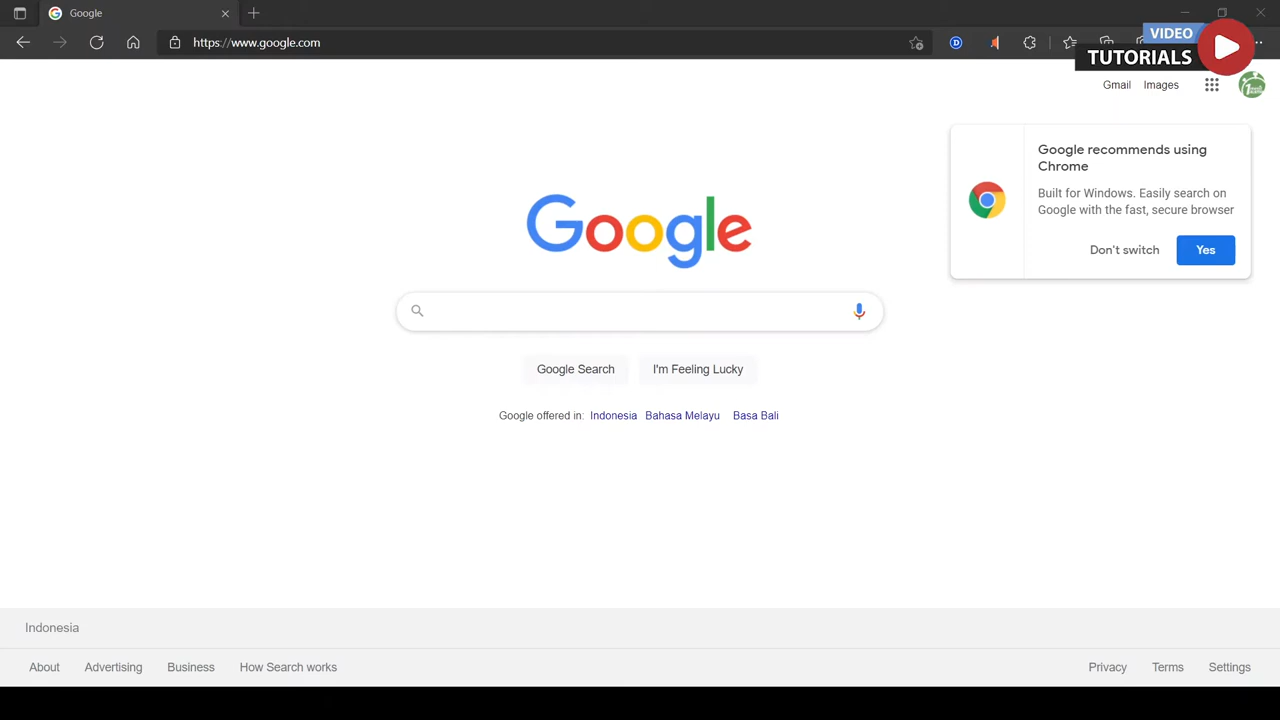 Google
https://www.google.com
VIDEO
TUTORIALS
Gmail Images
Google recommends using
Chrome
Built for Windows. Easily search on
Google with the fast, secure browser
Don't switch Yes
Google
Google Search I'm Feeling Lucky
Google offered in: Indonesia Bahasa Melayu Basa Bali
Indonesia
About Advertising Business How Search works Privacy Terms Settings